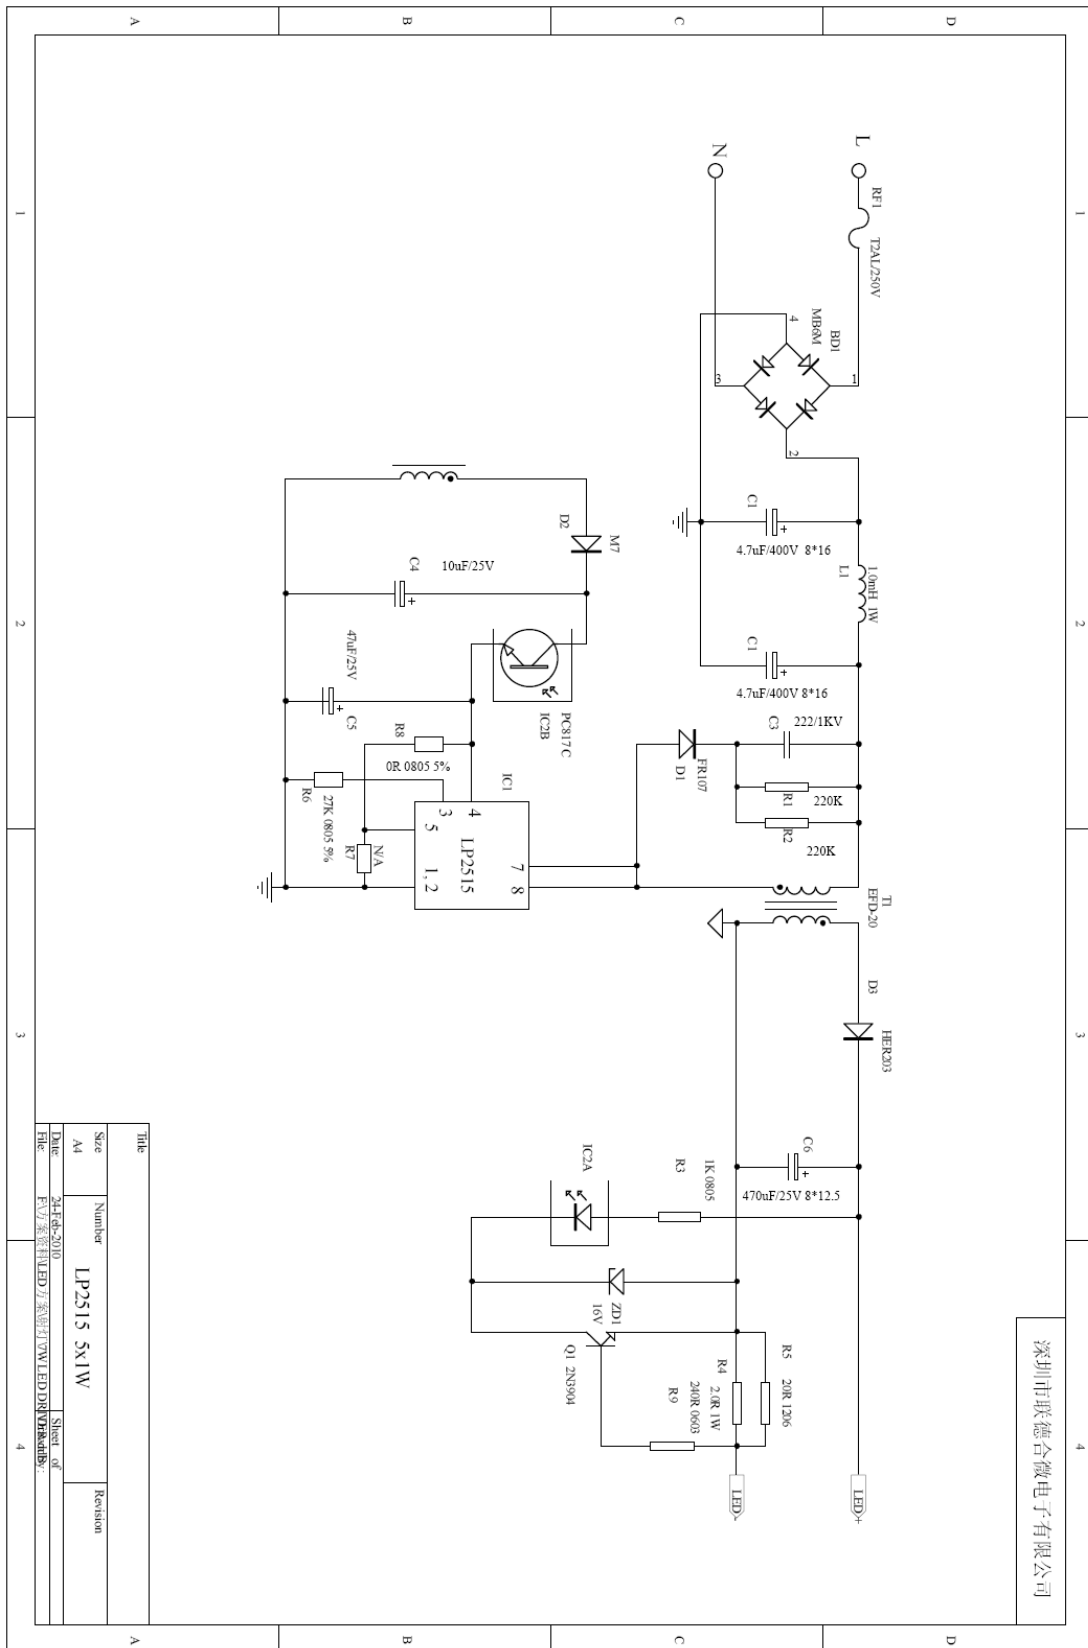 深圳市联德合微电子有限公司
L
RF1
T2AL/250V
N
BD1
MB6M
1
2
3
4
C1
4.7uF/400V 8*16
1.0mH 1W
L1
C1
4.7uF/400V 8*16
C3
222/1KV
R1
220K
R2
220K
FR107
D1
T1
EFD-20
D3
HER203
C6
470uF/25V 8*12.5
LED+
R5
20R 1206
R4
2.0R 1W
240R 0603
R9
LED-
1K 0805
R3
IC2A
ZD1
16V
Q1 2N3904
M7
D2
C4
10uF/25V
PC817C
IC2B
47uF/25V
C5
R8
0R 0805 5%
R6
27K 0805 5%
N/A
R7
IC1
LP2515
3
4
5
1, 2
7
8
Title
Size
A4
Number
LP2515 5x1W
Revision
Date:
24-Feb-2010
Sheet of
File:
1
2
3
4
1
2
3
4
A
B
C
D
A
B
C
D